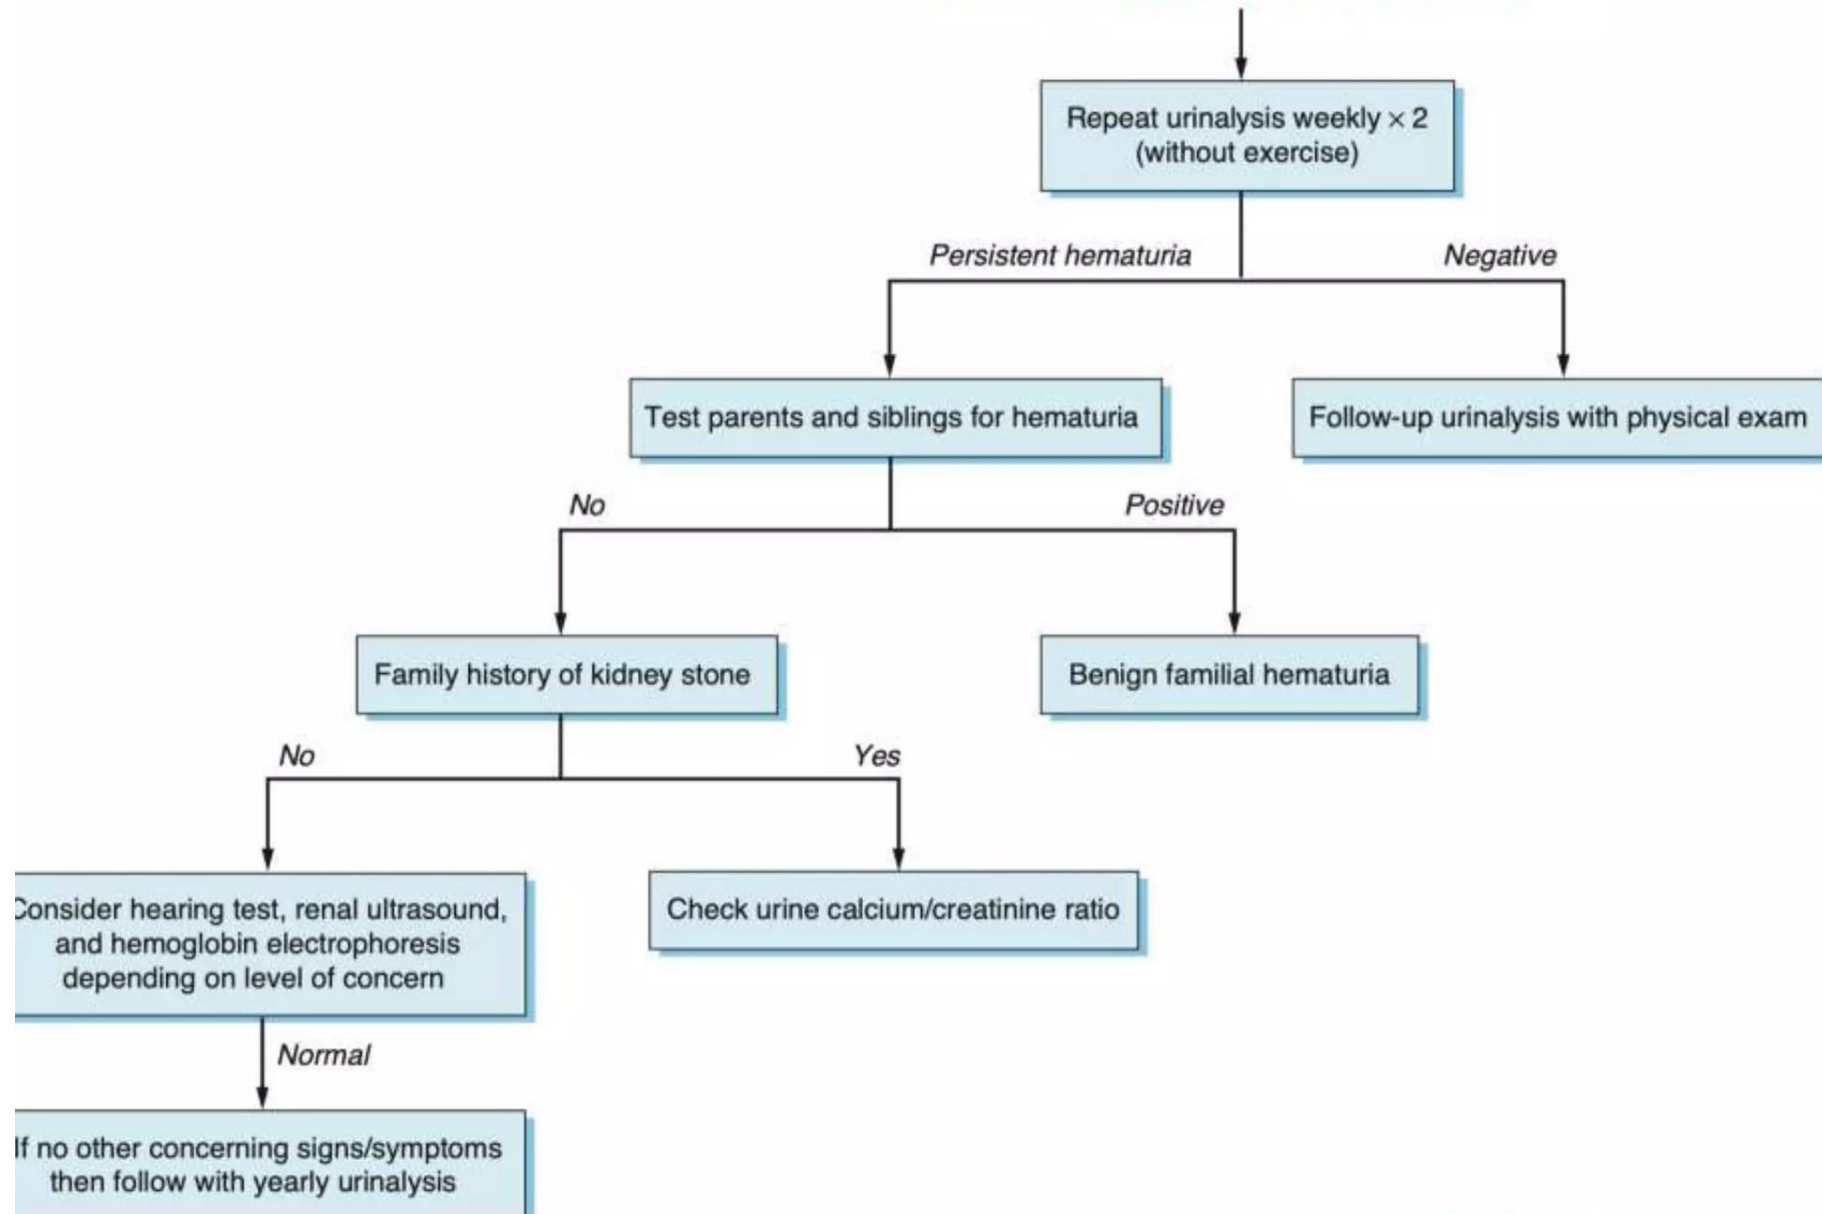 Repeat urinalysis weekly × 2
(without exercise)
Persistent hematuria
Negative
Test parents and siblings for hematuria
Follow-up urinalysis with physical exam
No
Positive
Family history of kidney stone
Benign familial hematuria
No
Yes
Consider hearing test, renal ultrasound,
and hemoglobin electrophoresis
depending on level of concern
Check urine calcium/creatinine ratio
Normal
If no other concerning signs/symptoms
then follow with yearly urinalysis